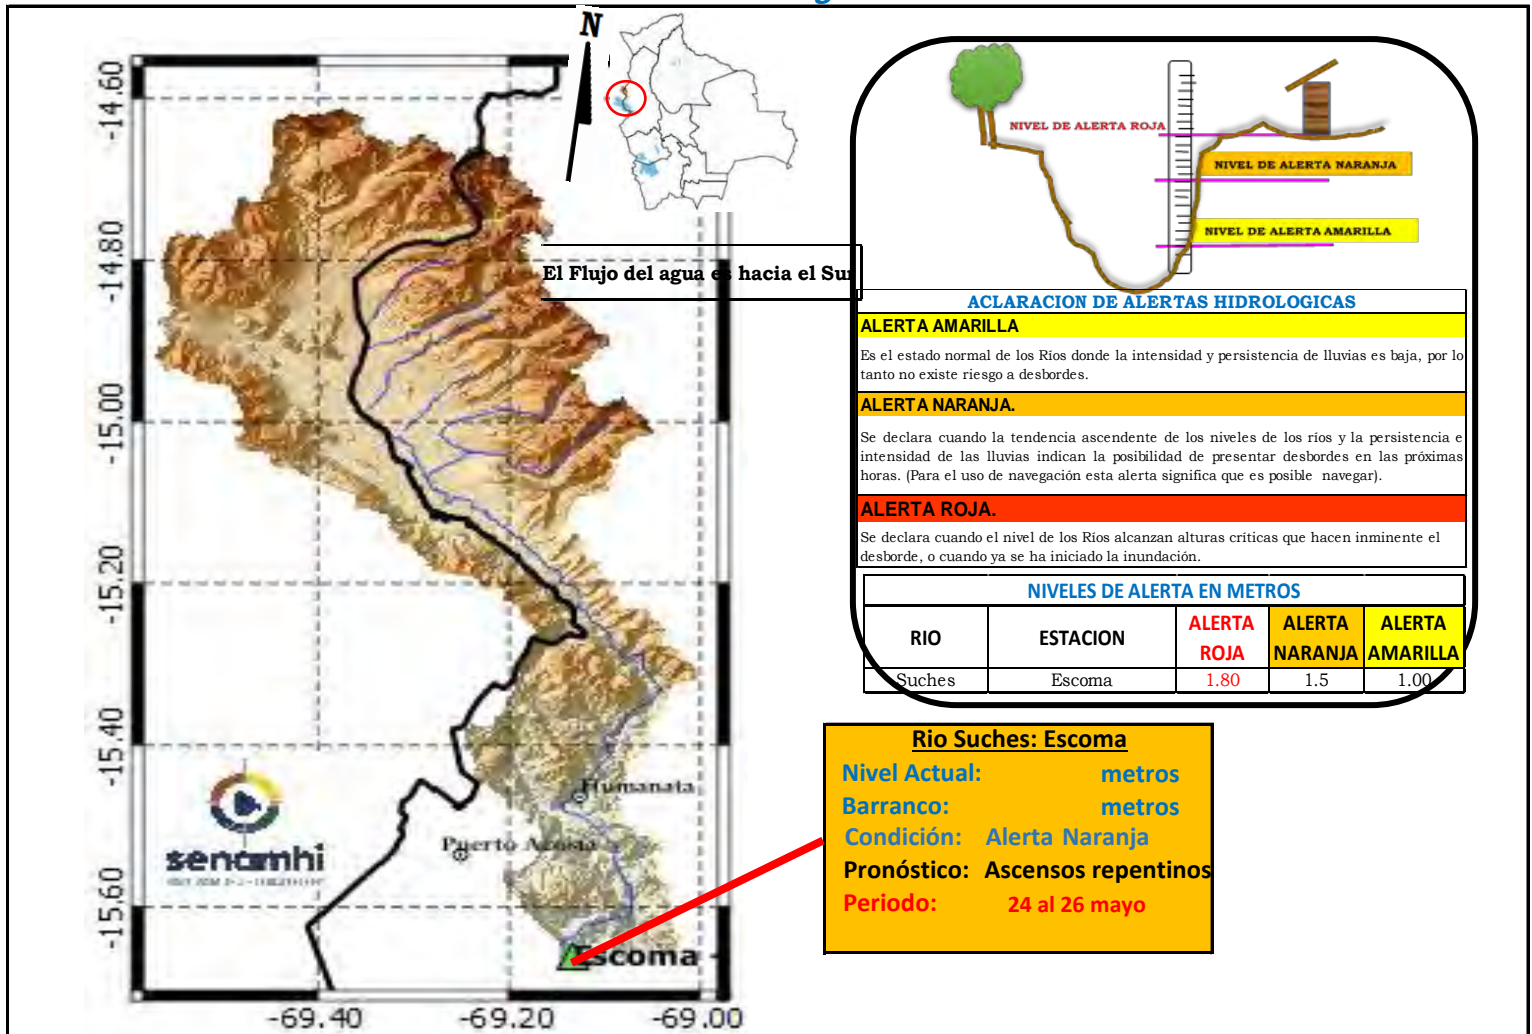 N
-14.60
-14.80
-15.00
-15.20
-15.40
-15.60
-69.40
-69.20
-69.00
El Flujo del agua es hacia el Sur
Humanata
Puerto Acosta
Escoma
senamhi
NIVEL DE ALERTA ROJA
NIVEL DE ALERTA NARANJA
NIVEL DE ALERTA AMARILLA
ACLARACION DE ALERTAS HIDROLOGICAS
ALERTA AMARILLA
Es el estado normal de los Ríos donde la intensidad y persistencia de lluvias es baja, por lo
tanto no existe riesgo a desbordes.
ALERTA NARANJA.
Se declara cuando la tendencia ascendente de los niveles de los ríos y la persistencia e
intensidad de las lluvias indican la posibilidad de presentar desbordes en las próximas
horas. (Para el uso de navegación esta alerta significa que es posible navegar).
ALERTA ROJA.
Se declara cuando el nivel de los Ríos alcanzan alturas críticas que hacen inminente el
desborde, o cuando ya se ha iniciado la inundación.
NIVELES DE ALERTA EN METROS
RIO ESTACION ALERTA ROJA ALERTA NARANJA ALERTA AMARILLA
Suches Escoma 1.80 1.5 1.00
Rio Suches: Escoma
Nivel Actual: metros
Barranco: metros
Condición: Alerta Naranja
Pronóstico: Ascensos repentinos
Periodo: 24 al 26 mayo